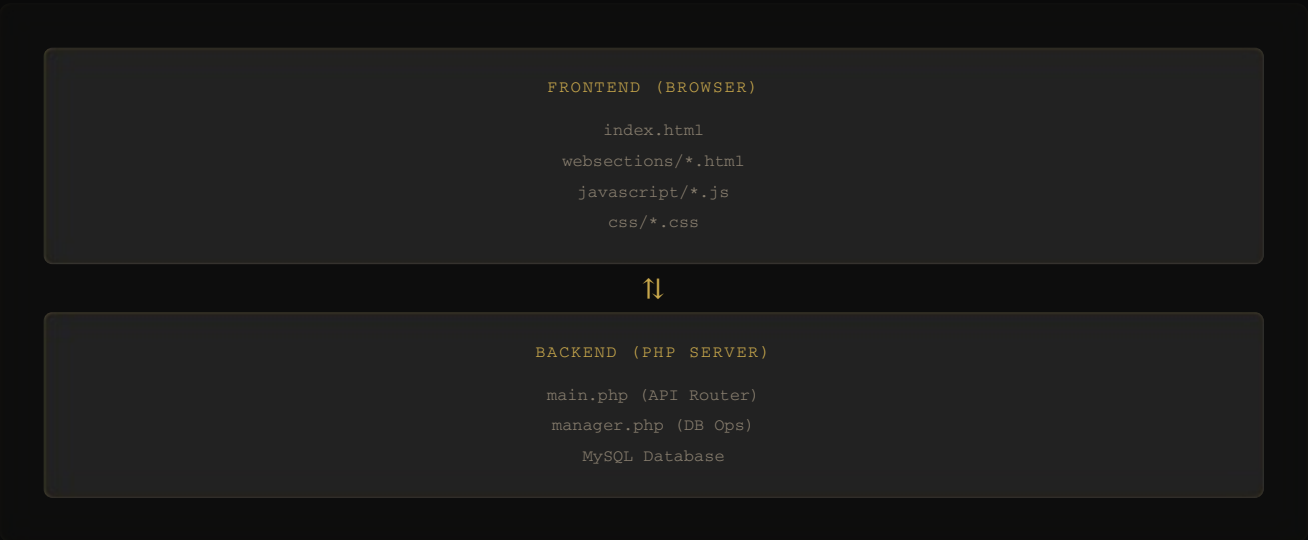 FRONTEND (BROWSER)
index.html
websections/*.html
javascript/*.js
css/*.css
⇅
BACKEND (PHP SERVER)
main.php (API Router)
manager.php (DB Ops)
MySQL Database